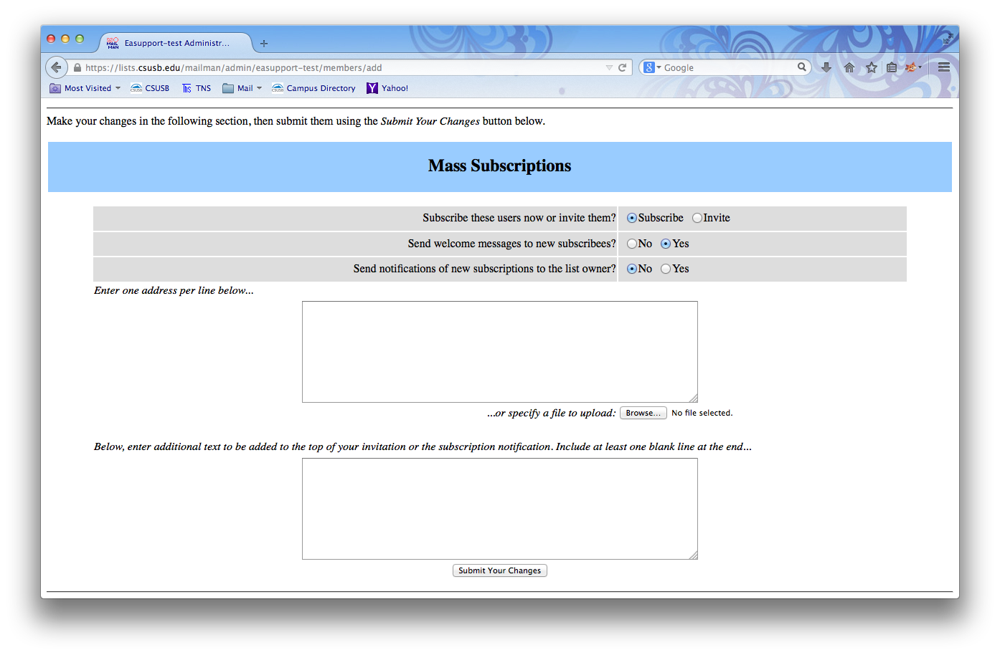 Easupport-test Administr...
https://lists.csusb.edu/mailman/admin/easupport-test/members/add
Google
Most Visited CSUSB TNS Mail Campus Directory Yahoo!
Make your changes in the following section, then submit them using the Submit Your Changes button below.
Mass Subscriptions
Subscribe these users now or invite them? Subscribe Invite
Send welcome messages to new subscribees? No Yes
Send notifications of new subscriptions to the list owner? No Yes
Enter one address per line below...
...or specify a file to upload: Browse... No file selected.
Below, enter additional text to be added to the top of your invitation or the subscription notification. Include at least one blank line at the end...
Submit Your Changes